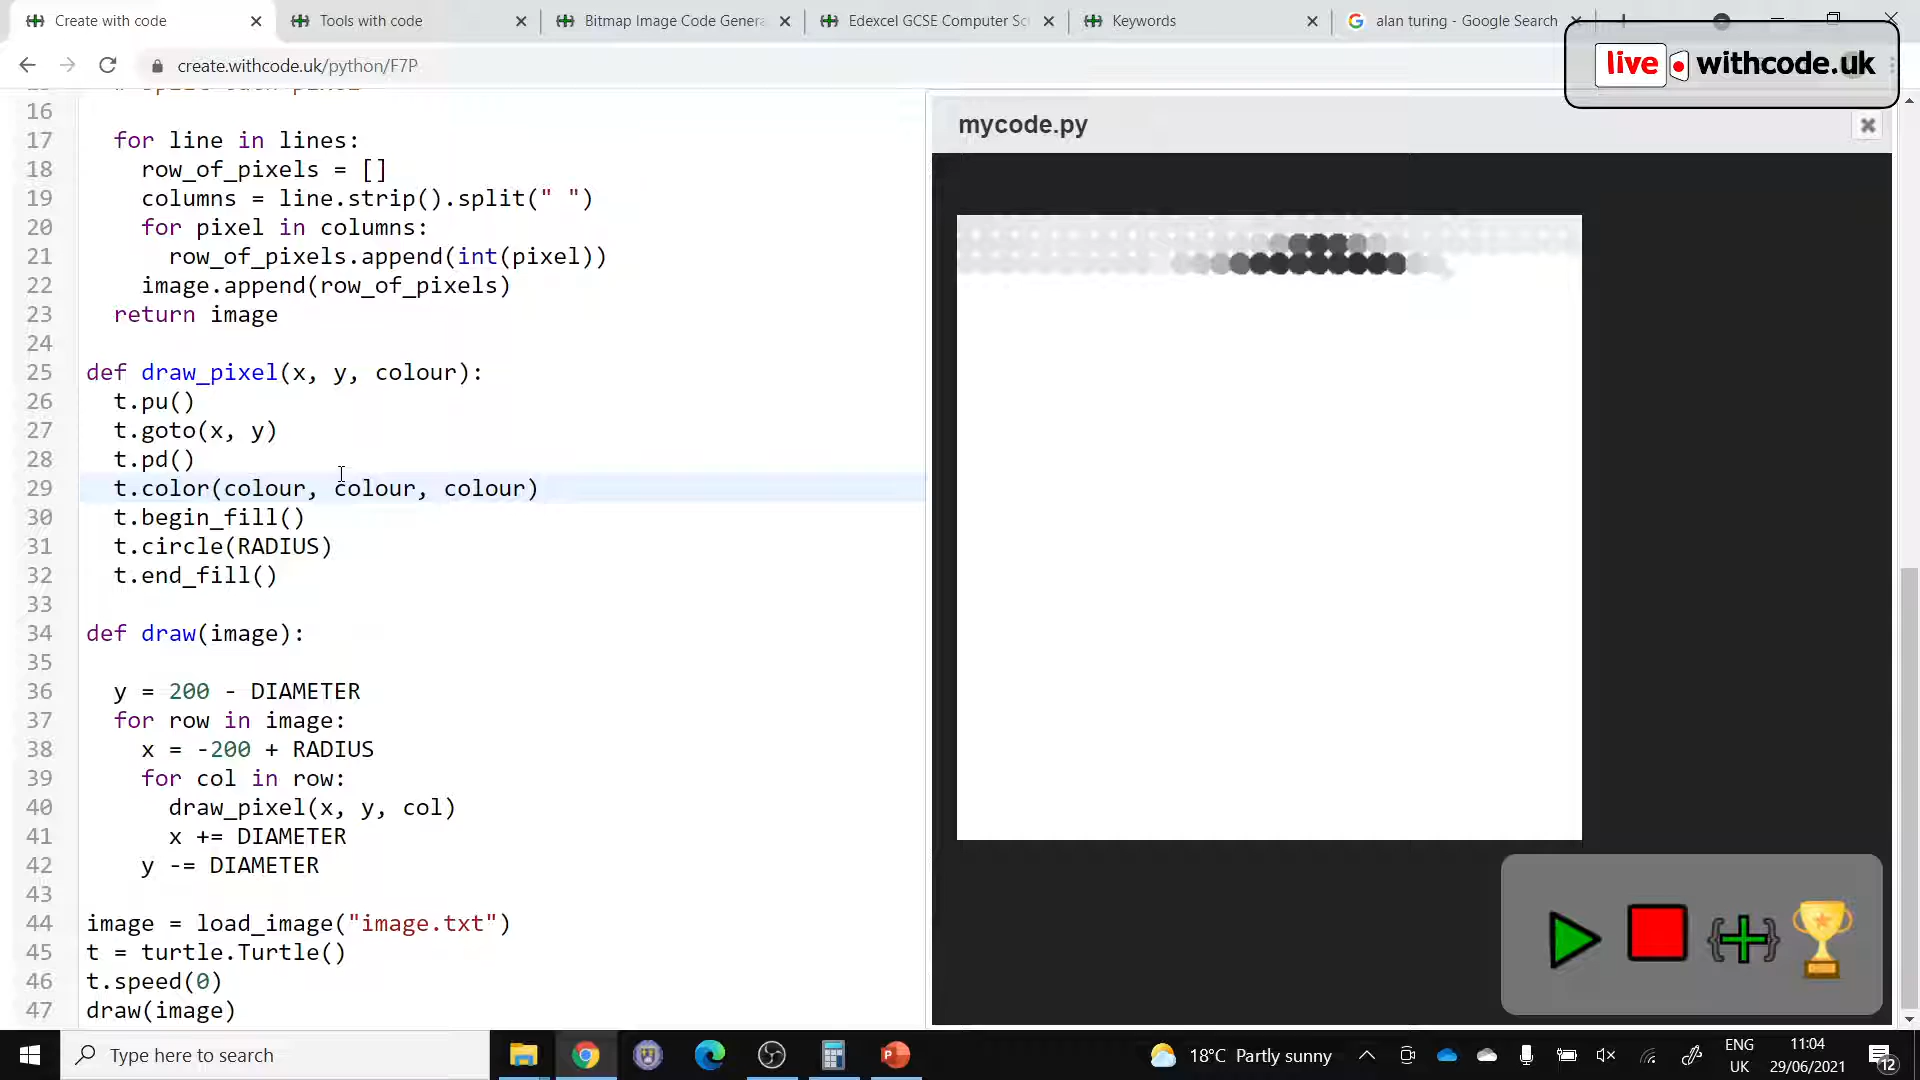 Create with code
Tools with code
Bitmap Image Code Genera
Edexcel GCSE Computer Sc
Keywords
alan turing - Google Search
create.withcode.uk/python/F7P
live withcode.uk
mycode.py
16
17 for line in lines:
18 row_of_pixels = []
19 columns = line.strip().split(" ")
20 for pixel in columns:
21 row_of_pixels.append(int(pixel))
22 image.append(row_of_pixels)
23 return image
24
25 def draw_pixel(x, y, colour):
26 t.pu()
27 t.goto(x, y)
28 t.pd()
29 t.color(colour, colour, colour)
30 t.begin_fill()
31 t.circle(RADIUS)
32 t.end_fill()
33
34 def draw(image):
35
36 y = 200 - DIAMETER
37 for row in image:
38 x = -200 + RADIUS
39 for col in row:
40 draw_pixel(x, y, col)
41 x += DIAMETER
42 y -= DIAMETER
43
44 image = load_image("image.txt")
45 t = turtle.Turtle()
46 t.speed(0)
47 draw(image)
Type here to search
18°C Partly sunny
ENG
UK
11:04
29/06/2021
12